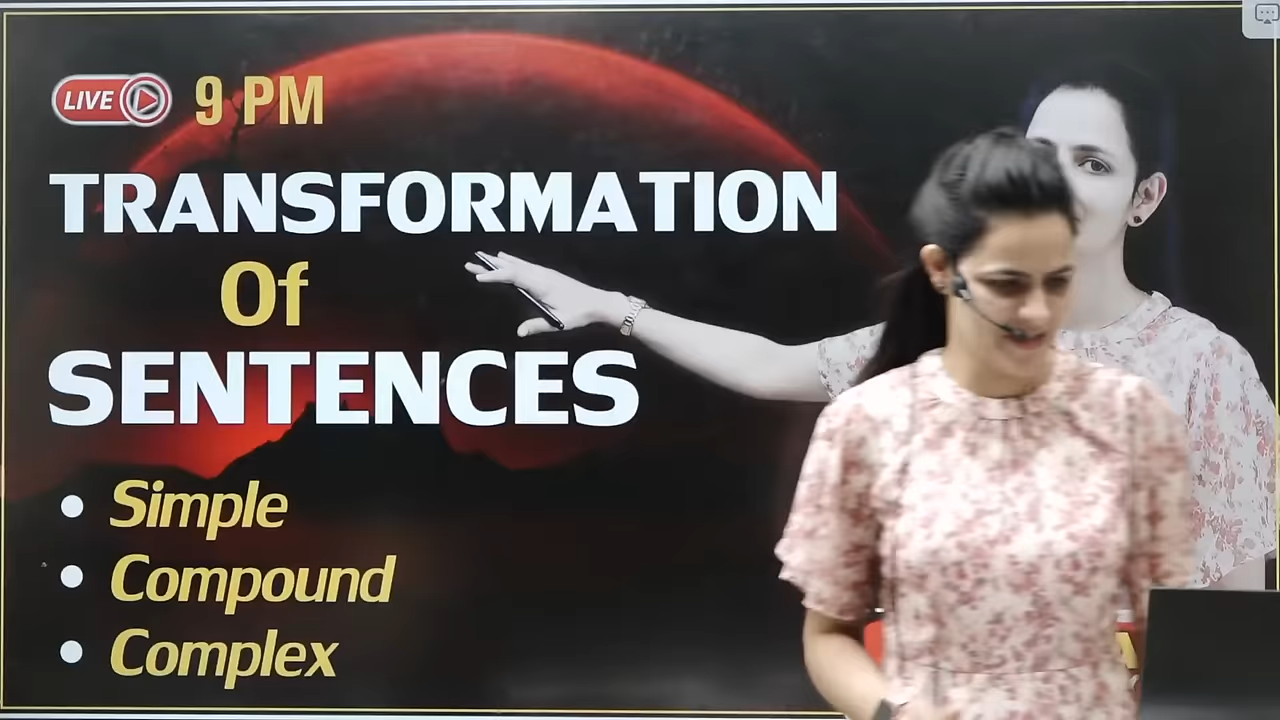 LIVE
9 PM
TRANSFORMATION
Of
SENTENCES
Simple
Compound
Complex